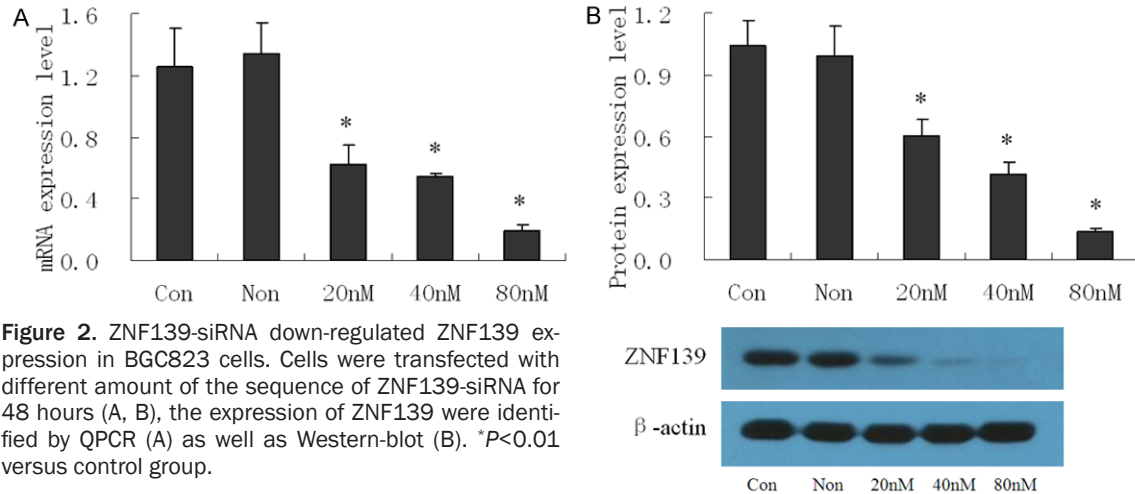 A
mRNA expression level
1.6
1.2
0.8
0.4
0.0
*
*
*
Con Non 20nM 40nM 80nM
B
Protein expression level
1.2
0.9
0.6
0.3
0.0
*
*
*
Con Non 20nM 40nM 80nM
ZNF139
β-actin
Con Non 20nM 40nM 80nM
Figure 2. ZNF139-siRNA down-regulated ZNF139 ex-
pression in BGC823 cells. Cells were transfected with
different amount of the sequence of ZNF139-siRNA for
48 hours (A, B), the expression of ZNF139 were identi-
fied by QPCR (A) as well as Western-blot (B). *P<0.01
versus control group.